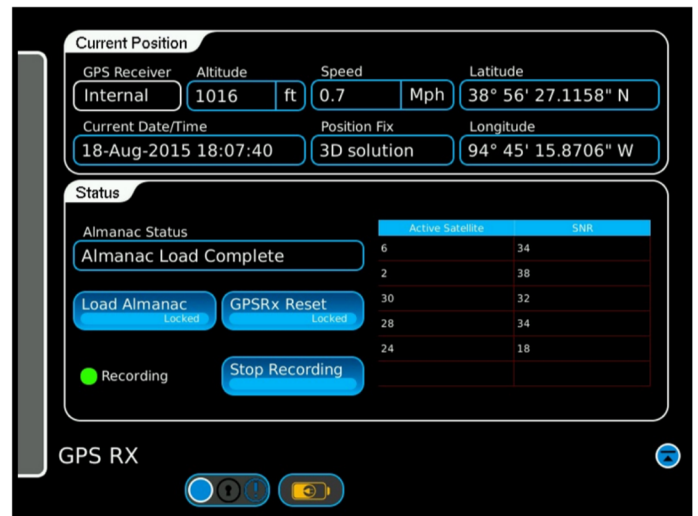 Current Position
GPS Receiver Altitude Speed Latitude
Internal 1016 ft 0.7 Mph 38° 56' 27.1158" N
Current Date/Time Position Fix Longitude
18-Aug-2015 18:07:40 3D solution 94° 45' 15.8706" W
Status
Almanac Status
Almanac Load Complete
Load Almanac
Locked
GPSRx Reset
Locked
Recording
Stop Recording
Active Satellite SNR
6 34
2 38
30 32
28 34
24 18
GPS RX